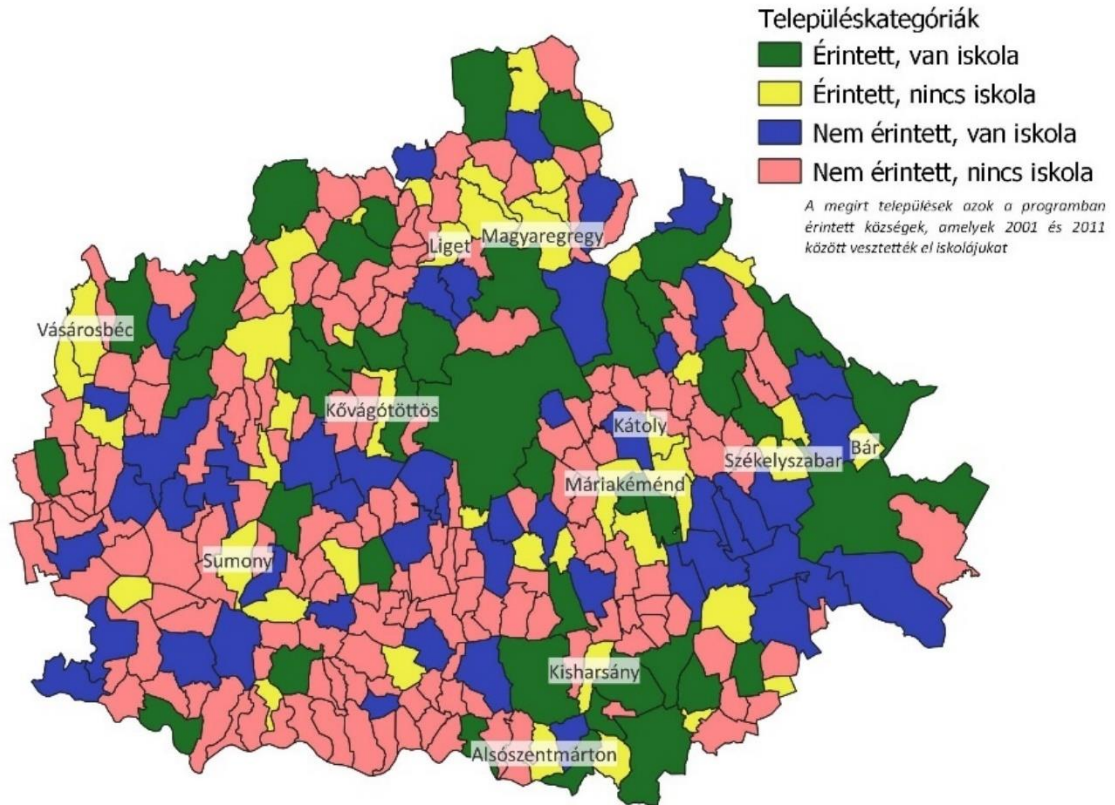 Településkategóriák
Érintett, van iskola
Érintett, nincs iskola
Nem érintett, van iskola
Nem érintett, nincs iskola
A megírt települések azok a programban
érintett községek, amelyek 2001 és 2011
között vesztették el iskolájukat
Liget
Magyaregregy
Vásárosbéc
Kővágótöttös
Kátoly
Székelyszabar
Bár
Máriakéménd
Sumony
Kisharsány
Alsószentmárton